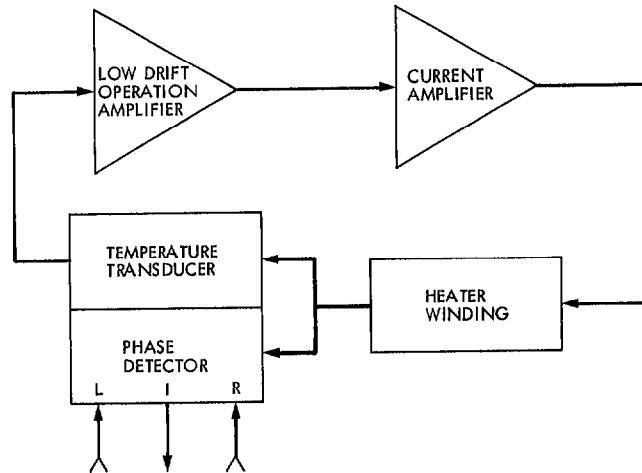 LOW DRIFT
OPERATION
AMPLIFIER
CURRENT
AMPLIFIER
TEMPERATURE
TRANSDUCER
HEATER
WINDING
PHASE
DETECTOR
L I R